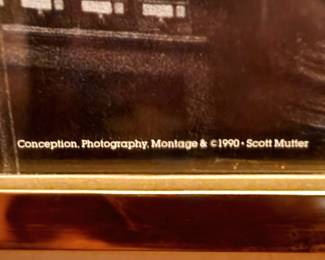 Conception, Photography, Montage & ©1990 • Scott Mutter